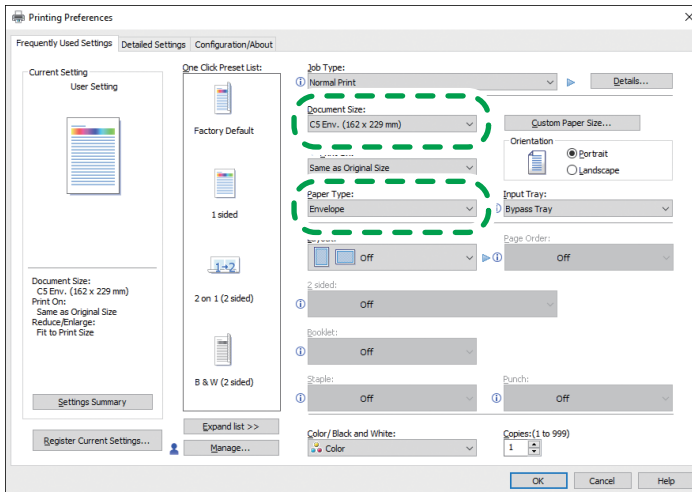 Printing Preferences
Frequently Used Settings Detailed Settings Configuration/About
Current Setting
User Setting
Document Size:
C5 Env. (162 x 229 mm)
Print On:
Same as Original Size
Reduce/Enlarge:
Fit to Print Size
Settings Summary
Register Current Settings...
One Click Preset List:
Factory Default
1 sided
1→2
2 on 1 (2 sided)
B & W (2 sided)
Expand list >>
Manage...
Job Type:
Normal Print
Details...
Document Size:
C5 Env. (162 x 229 mm)
Custom Paper Size...
Orientation
Portrait
Landscape
Same as Original Size
Paper Type:
Envelope
Input Tray:
Bypass Tray
Layout:
Off
Page Order:
Off
2 sided:
Off
Booklet:
Off
Staple:
Off
Punch:
Off
Color/ Black and White:
Color
Copies:(1 to 999)
1
OK Cancel Help